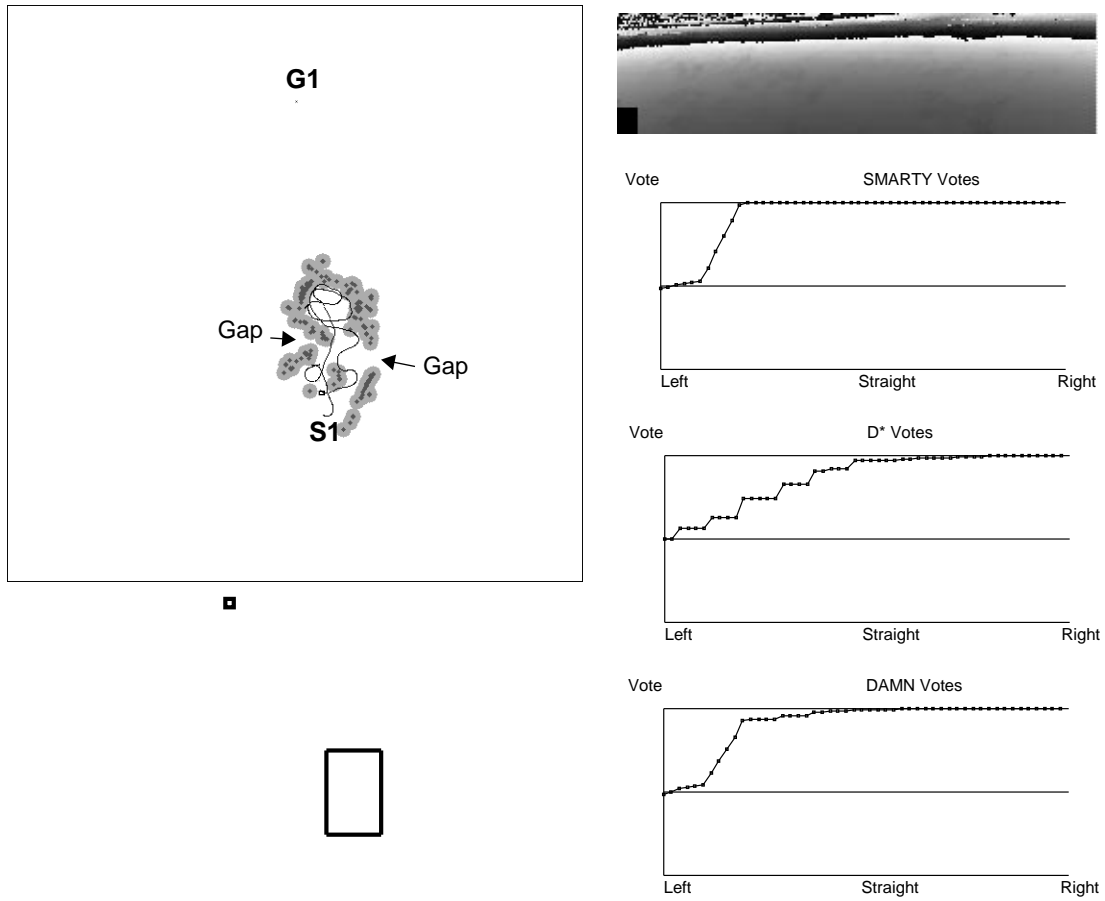 G1
Gap
Gap
S1
Vote SMARTY Votes
Left Straight Right
Vote D* Votes
Left Straight Right
Vote DAMN Votes
Left Straight Right